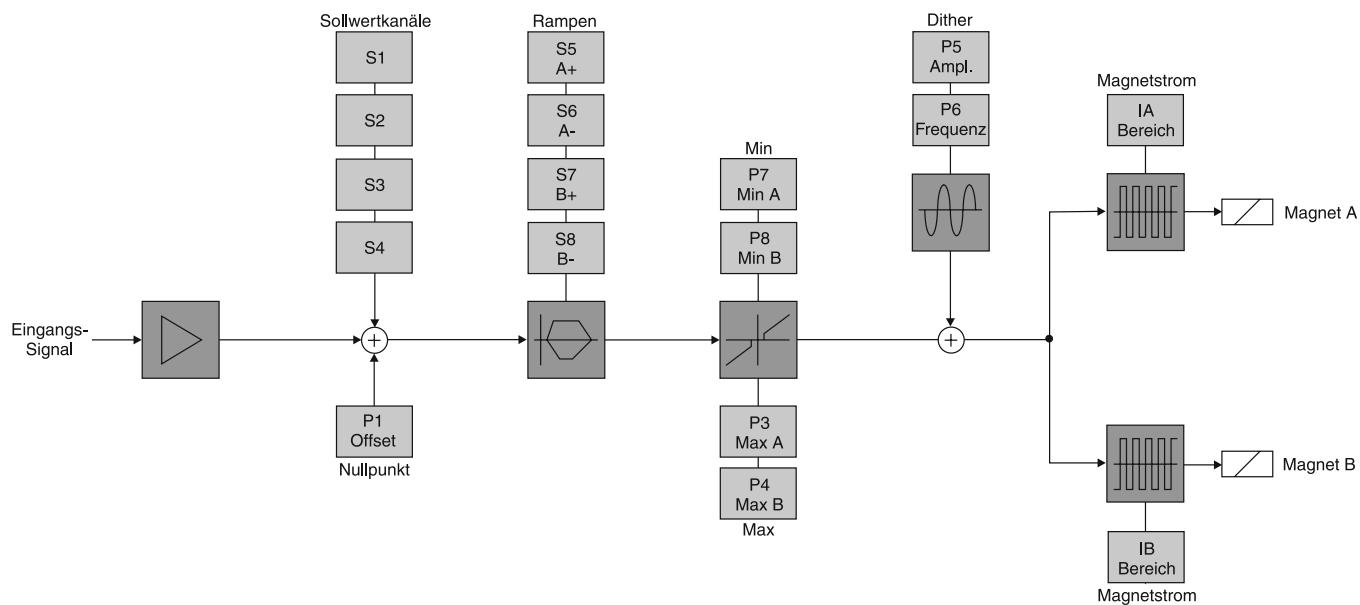 Sollwertkanäle
S1
S2
S3
S4
Rampen
S5
A+
S6
A-
S7
B+
S8
B-
Min
P7
Min A
P8
Min B
Dither
P5
Ampl.
P6
Frequenz
Magnetstrom
IA
Bereich
Magnet A
Eingangs-
Signal
P1
Offset
Nullpunkt
P3
Max A
P4
Max B
Max
Magnet B
IB
Bereich
Magnetstrom